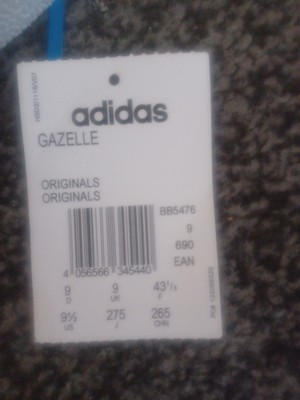 adidas
GAZELLE
ORIGINALS
ORIGINALS
BB5476
9
690
EAN
4 056566 345440
9 9 43¹/₃
D UK F
9½ 275 265
US J CHN